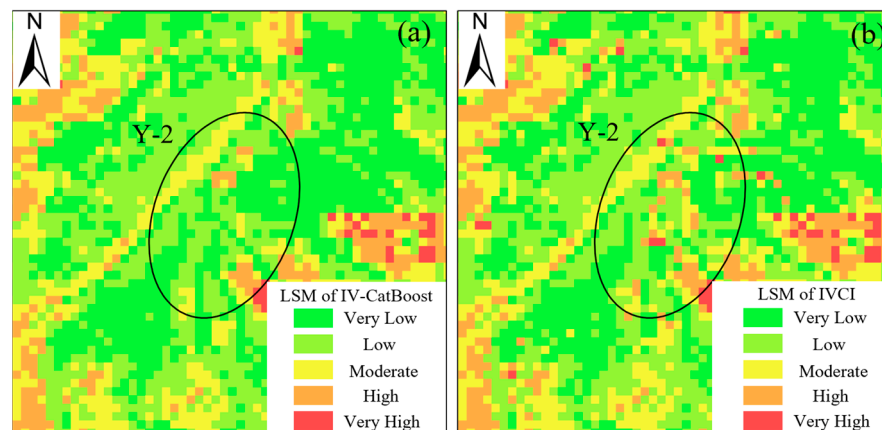 N
(a)
Y-2
LSM of IV-CatBoost
Very Low
Low
Moderate
High
Very High
N
(b)
Y-2
LSM of IVCI
Very Low
Low
Moderate
High
Very High